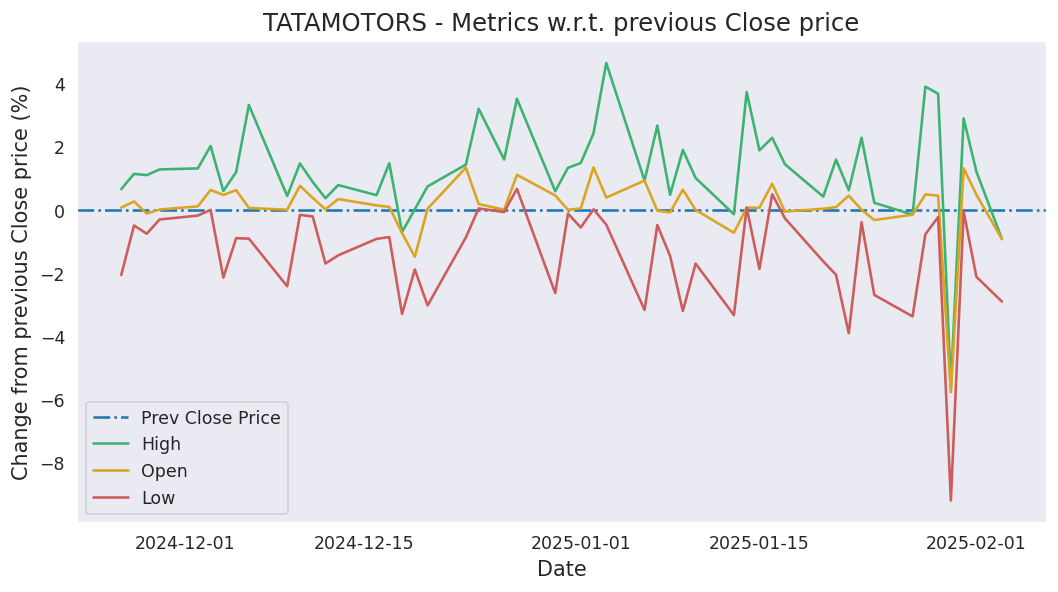 TATAMOTORS - Metrics w.r.t. previous Close price
Change from previous Close price (%)
4
2
0
−2
−4
−6
−8
Prev Close Price
High
Open
Low
2024-12-01
2024-12-15
2025-01-01
2025-01-15
2025-02-01
Date